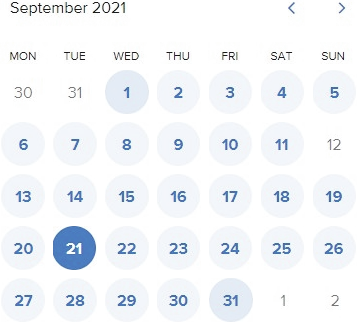 September 2021
MON TUE WED THU FRI SAT SUN
30 31 1 2 3 4 5
6 7 8 9 10 11 12
13 14 15 16 17 18 19
20 21 22 23 24 25 26
27 28 29 30 31 1 2